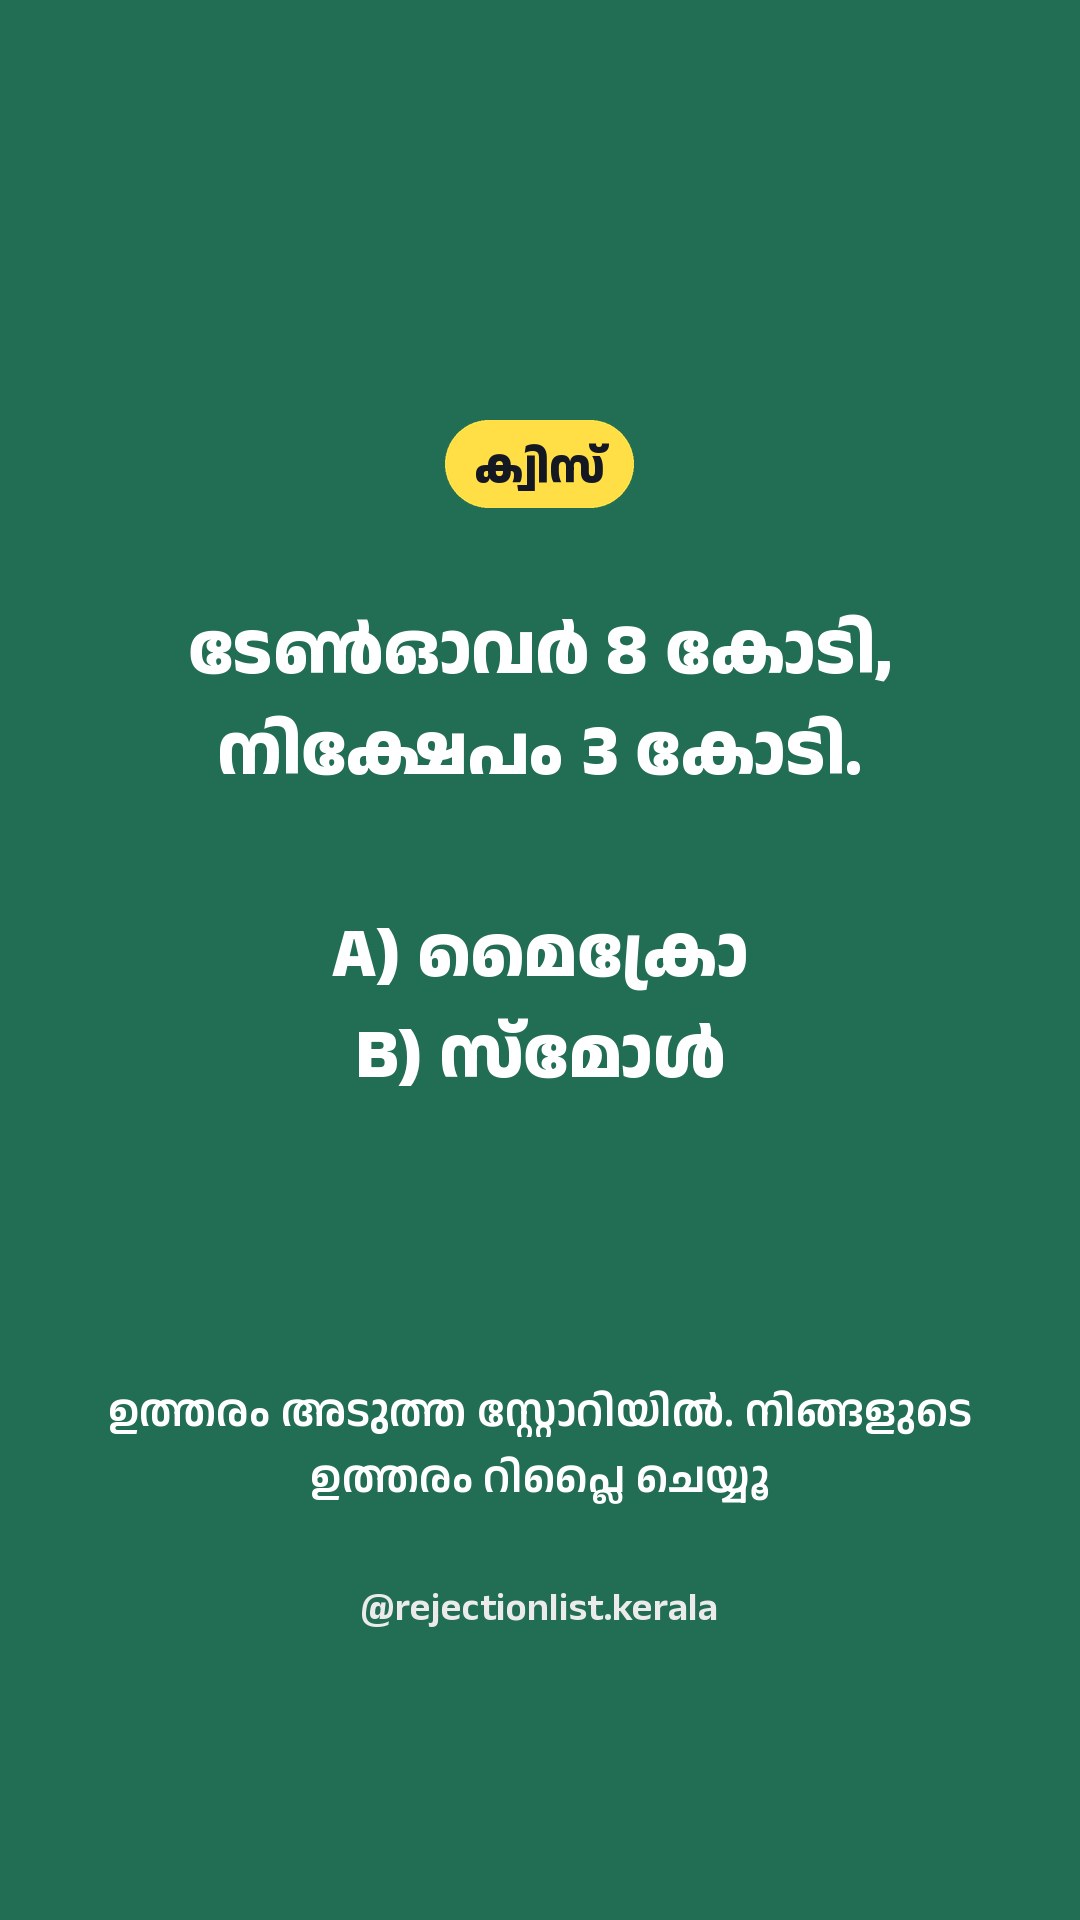 ക്വിസ്
ടേൺഓവർ 8 കോടി,
നിക്ഷേപം 3 കോടി.
A) മൈക്രോ
B) സ്മോൾ
ഉത്തരം അടുത്ത സ്റ്റോറിയിൽ. നിങ്ങളുടെ
ഉത്തരം റിപ്ലൈ ചെയ്യൂ
@rejectionlist.kerala